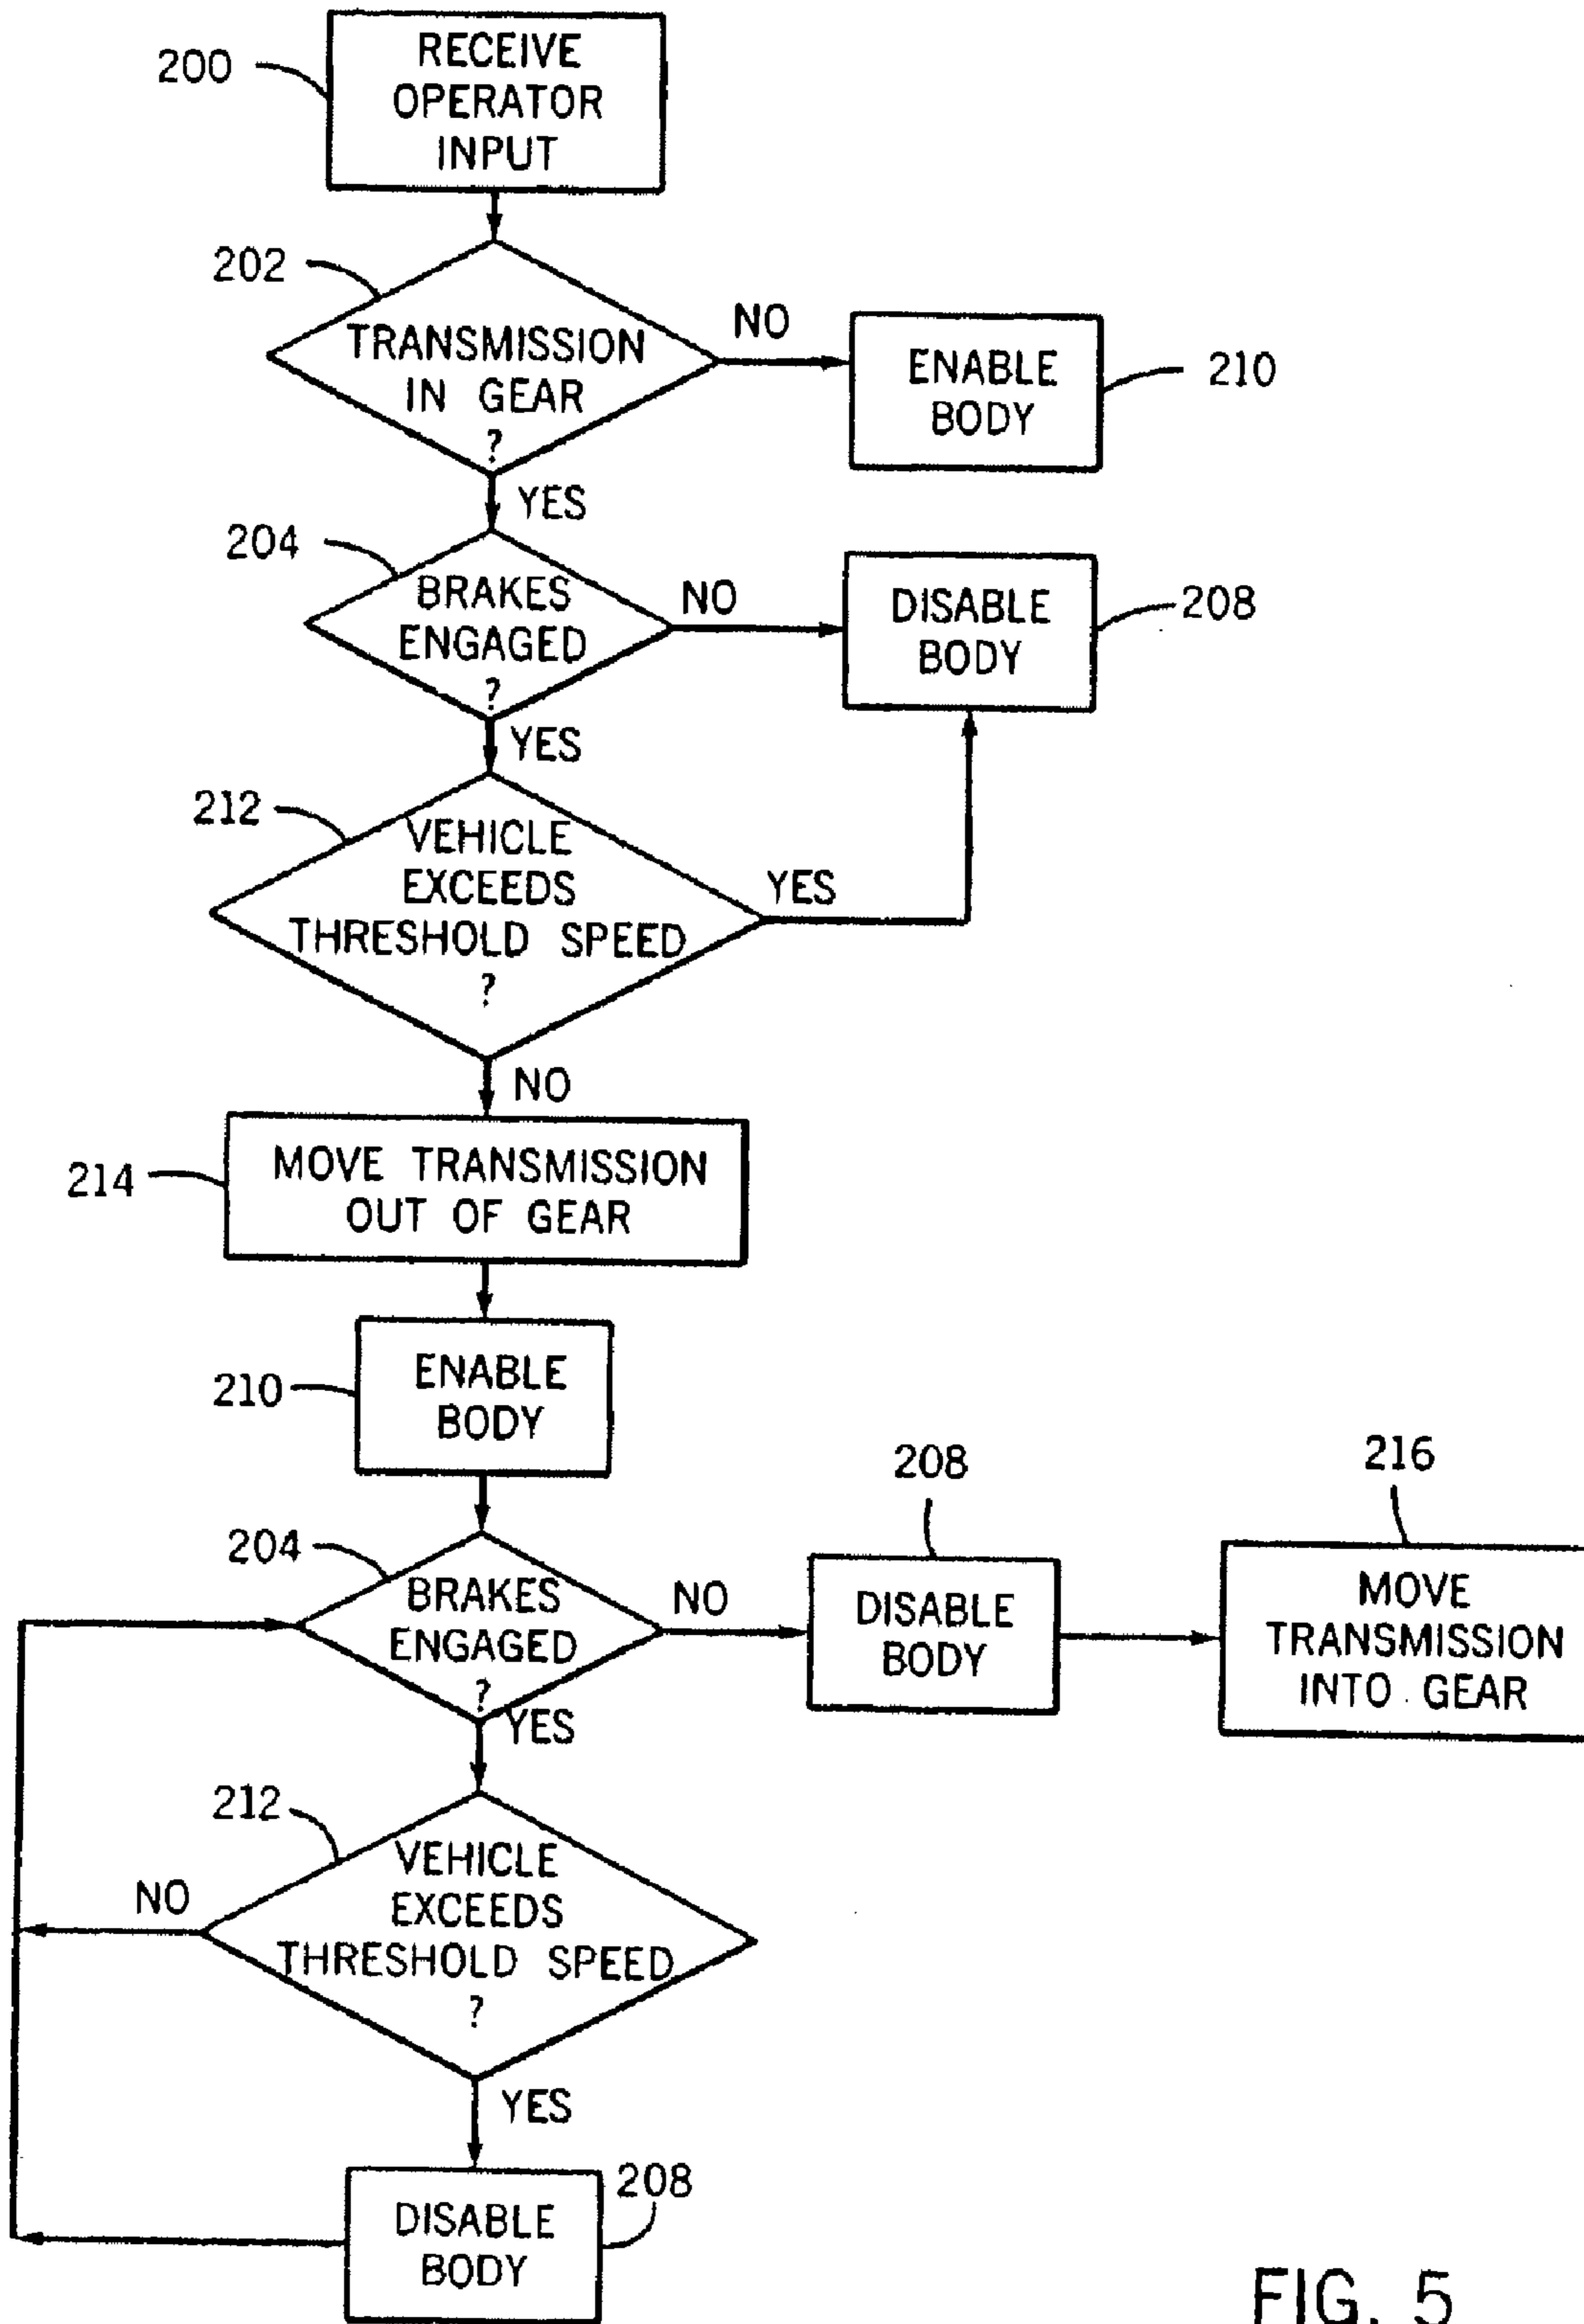 200
RECEIVE
OPERATOR
INPUT
202
TRANSMISSION
IN GEAR
?
NO
ENABLE
BODY
210
YES
204
BRAKES
ENGAGED
?
NO
DISABLE
BODY
208
YES
212
VEHICLE
EXCEEDS
THRESHOLD SPEED
?
YES
NO
214
MOVE TRANSMISSION
OUT OF GEAR
210
ENABLE
BODY
204
BRAKES
ENGAGED
?
NO
208
DISABLE
BODY
216
MOVE
TRANSMISSION
INTO GEAR
YES
212
VEHICLE
EXCEEDS
THRESHOLD SPEED
?
NO
YES
208
DISABLE
BODY
FIG. 5